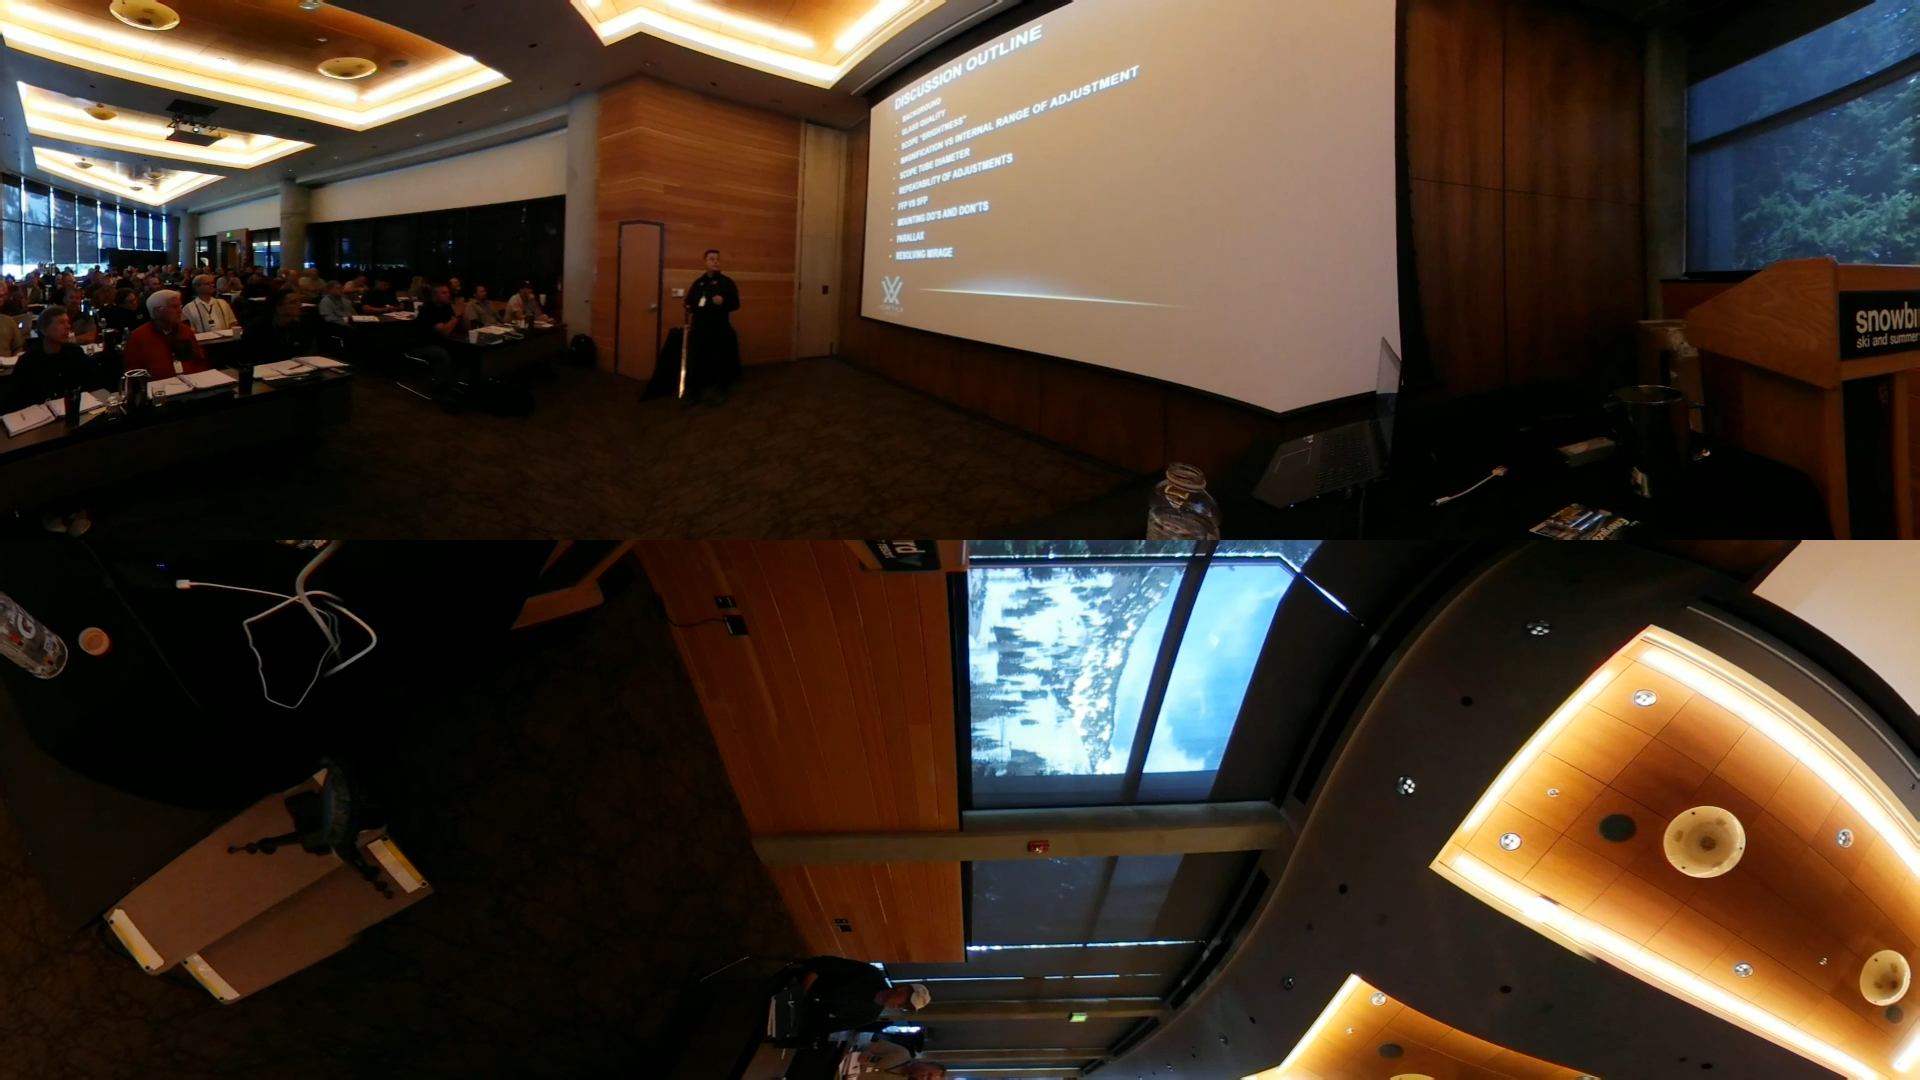 DISCUSSION OUTLINE
BACKGROUND
GLASS QUALITY
SCOPE "BRIGHTNESS"
MAGNIFICATION VS INTERNAL RANGE OF ADJUSTMENT
SCOPE TUBE DIAMETER
REPEATABILITY OF ADJUSTMENTS
FFP VS SFP
MOUNTING DO'S AND DON'TS
PARALLAX
RESOLVING MIRAGE
snowbi
ski and summer
rd